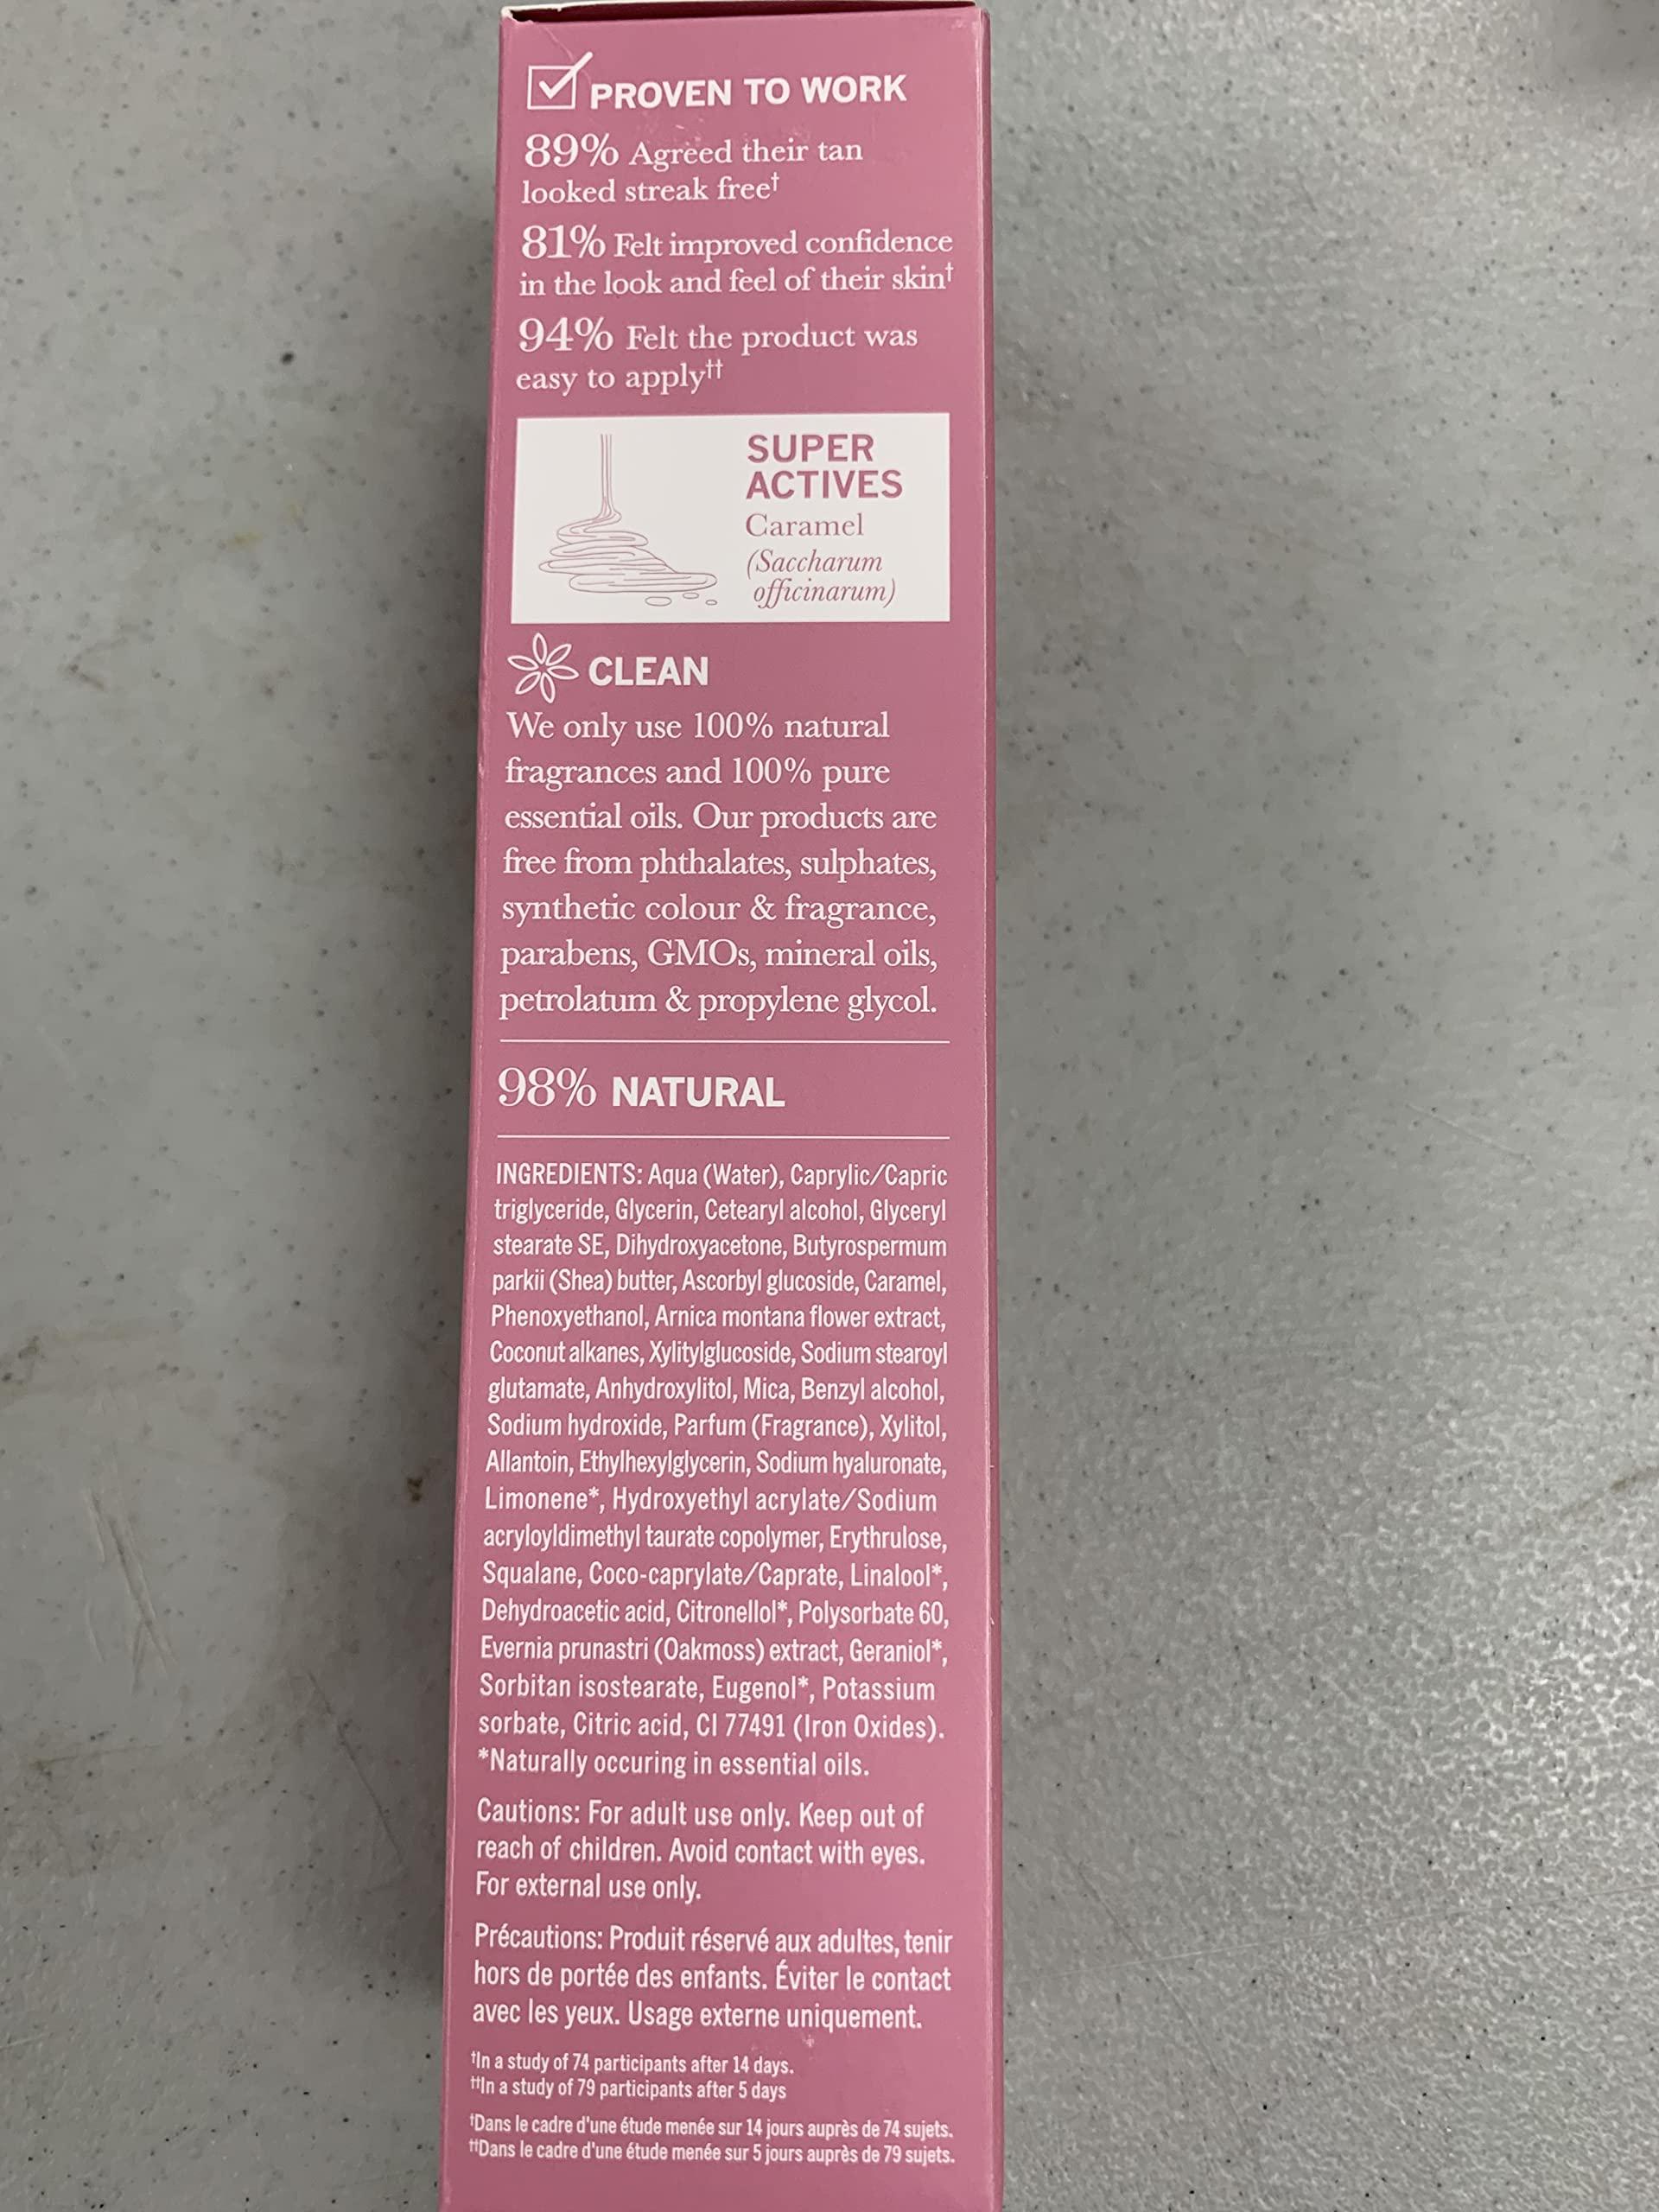 PROVEN TO WORK
89% Agreed their tan
looked streak free†
81% Felt improved confidence
in the look and feel of their skin†
94% Felt the product was
easy to apply††
SUPER
ACTIVES
Caramel
(Saccharum
officinarum)
CLEAN
We only use 100% natural
fragrances and 100% pure
essential oils. Our products are
free from phthalates, sulphates,
synthetic colour & fragrance,
parabens, GMOs, mineral oils,
petrolatum & propylene glycol.
98% NATURAL
INGREDIENTS: Aqua (Water), Caprylic/Capric
triglyceride, Glycerin, Cetearyl alcohol, Glyceryl
stearate SE, Dihydroxyacetone, Butyrospermum
parkii (Shea) butter, Ascorbyl glucoside, Caramel,
Phenoxyethanol, Arnica montana flower extract,
Coconut alkanes, Xylitylglucoside, Sodium stearoyl
glutamate, Anhydroxylitol, Mica, Benzyl alcohol,
Sodium hydroxide, Parfum (Fragrance), Xylitol,
Allantoin, Ethylhexylglycerin, Sodium hyaluronate,
Limonene*, Hydroxyethyl acrylate/Sodium
acryloyldimethyl taurate copolymer, Erythrulose,
Squalane, Coco-caprylate/Caprate, Linalool*,
Dehydroacetic acid, Citronellol*, Polysorbate 60,
Evernia prunastri (Oakmoss) extract, Geraniol*,
Sorbitan isostearate, Eugenol*, Potassium
sorbate, Citric acid, CI 77491 (Iron Oxides).
*Naturally occuring in essential oils.
Cautions: For adult use only. Keep out of
reach of children. Avoid contact with eyes.
For external use only.
Précautions: Produit réservé aux adultes, tenir
hors de portée des enfants. Éviter le contact
avec les yeux. Usage externe uniquement.
†In a study of 74 participants after 14 days.
††In a study of 79 participants after 5 days
†Dans le cadre d'une étude menée sur 14 jours auprès de 74 sujets.
††Dans le cadre d'une étude menée sur 5 jours auprès de 79 sujets.